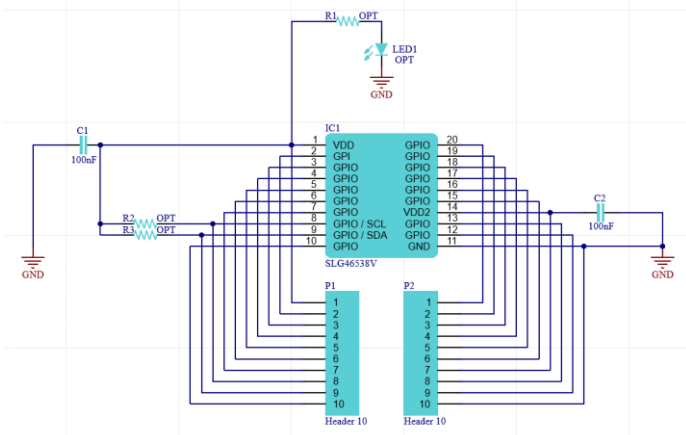 R1 OPT
LED1
OPT
GND
C1
100nF
IC1
1 VDD GPIO 20
2 GPI GPIO 19
3 GPIO GPIO 18
4 GPIO GPIO 17
5 GPIO GPIO 16
6 GPIO GPIO 15
7 GPIO VDD2 14
8 GPIO / SCL GPIO 13
9 GPIO / SDA GPIO 12
10 GPIO GND 11
SLG46538V
R2 OPT
R3 OPT
C2
100nF
GND
GND
P1
1
2
3
4
5
6
7
8
9
10
Header 10
P2
1
2
3
4
5
6
7
8
9
10
Header 10